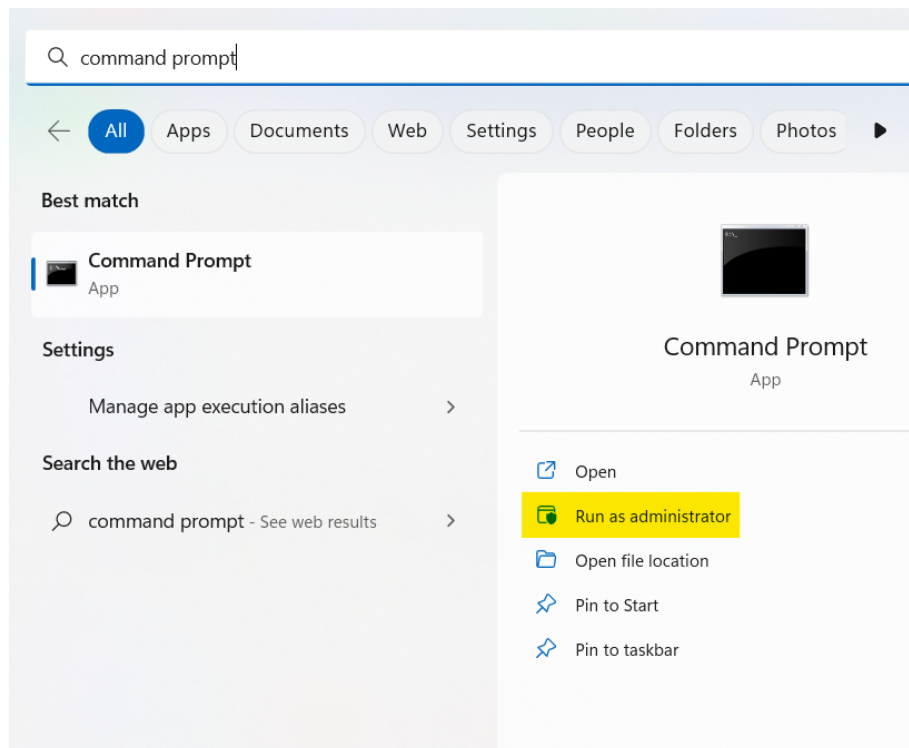 command prompt
All Apps Documents Web Settings People Folders Photos
Best match
Command Prompt
App
Settings
Manage app execution aliases
Search the web
command prompt - See web results
Command Prompt
App
Open
Run as administrator
Open file location
Pin to Start
Pin to taskbar